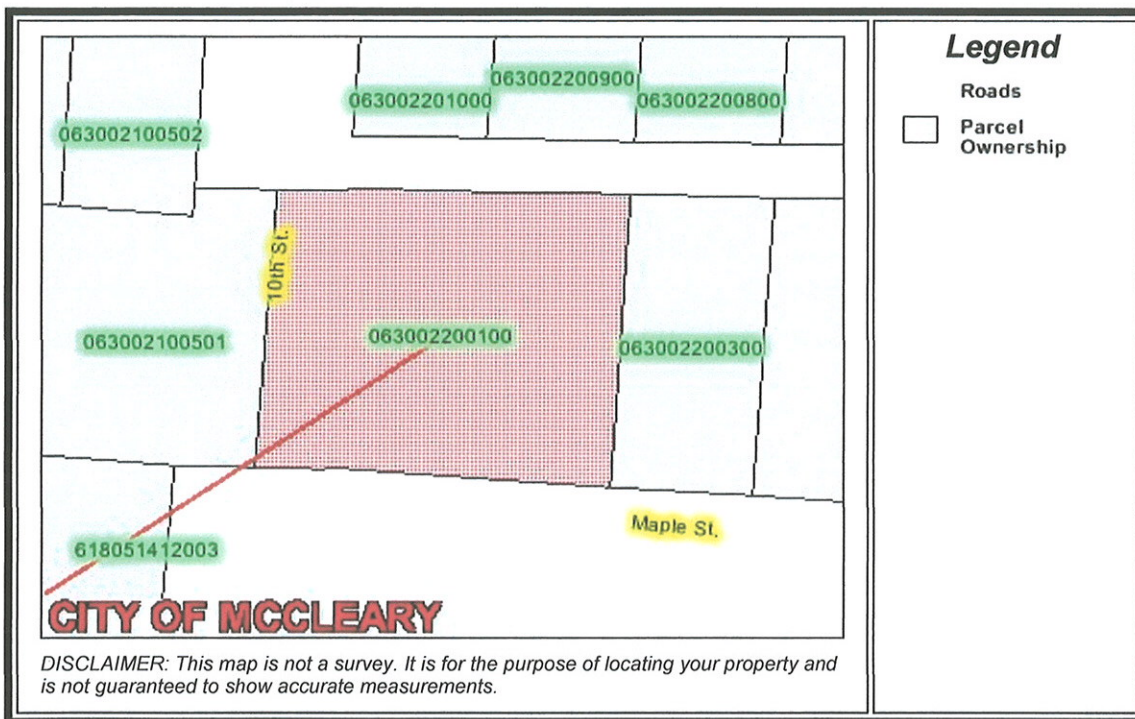 Legend
Roads
Parcel
Ownership
063002100502
063002201000
063002200900
063002200800
10th St.
063002100501
063002200100
063002200300
618051412003
Maple St.
CITY OF MCCLEARY
DISCLAIMER: This map is not a survey. It is for the purpose of locating your property and
is not guaranteed to show accurate measurements.